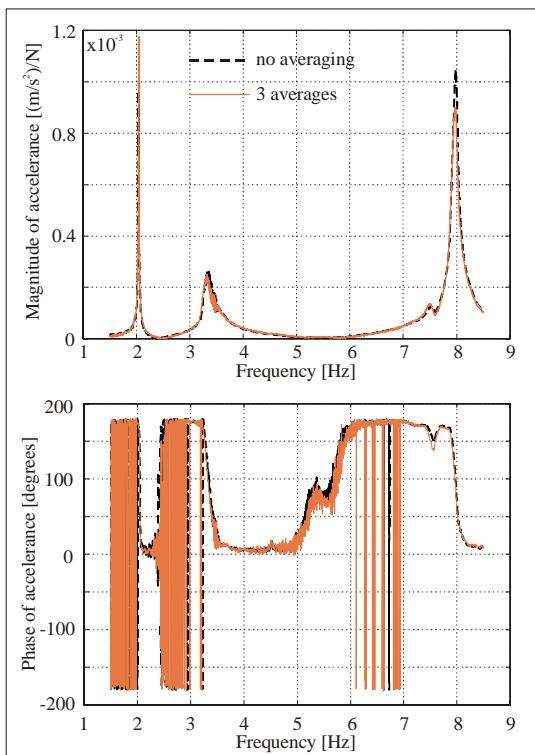 1.2
x10-3
no averaging
3 averages
0.8
0.4
0
Magnitude of accelerance [(m/s²)/N]
1 2 3 4 5 6 7 8 9
Frequency [Hz]
200
100
0
-100
-200
Phase of accelerance [degrees]
1 2 3 4 5 6 7 8 9
Frequency [Hz]